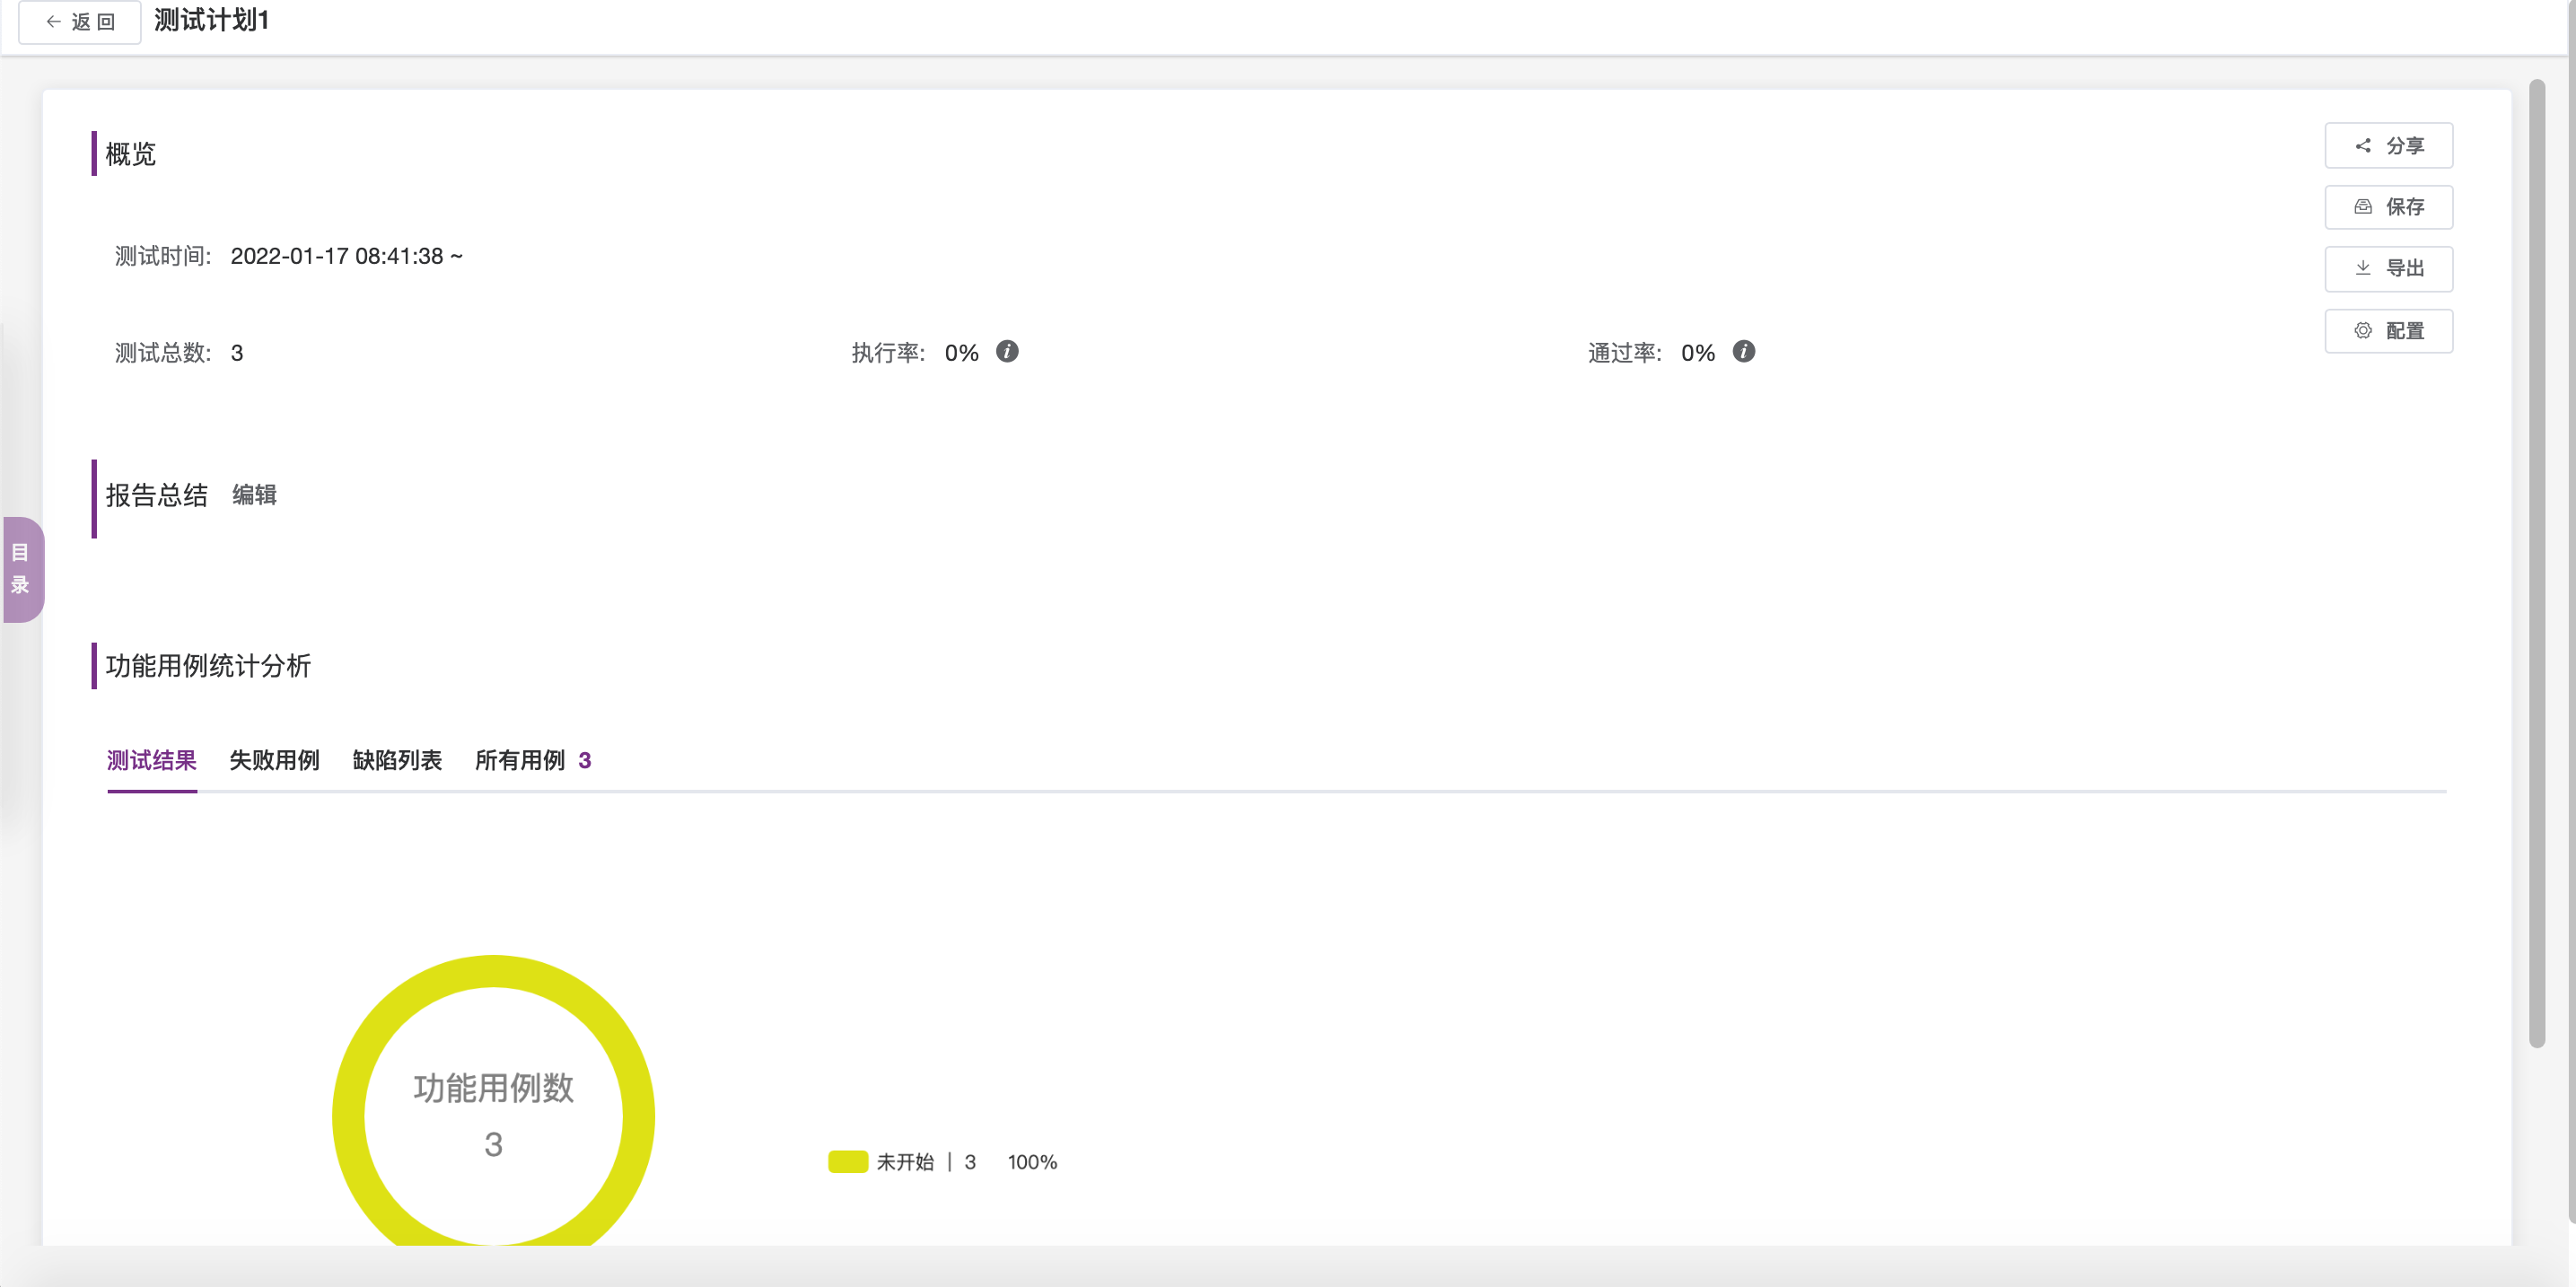 返 回 测试计划1
概览
分享
保存
测试时间: 2022-01-17 08:41:38 ~
导出
配置
测试总数: 3 执行率: 0% 通过率: 0%
报告总结 编辑
目
录
功能用例统计分析
测试结果 失败用例 缺陷列表 所有用例 3
功能用例数
3
未开始 | 3 100%